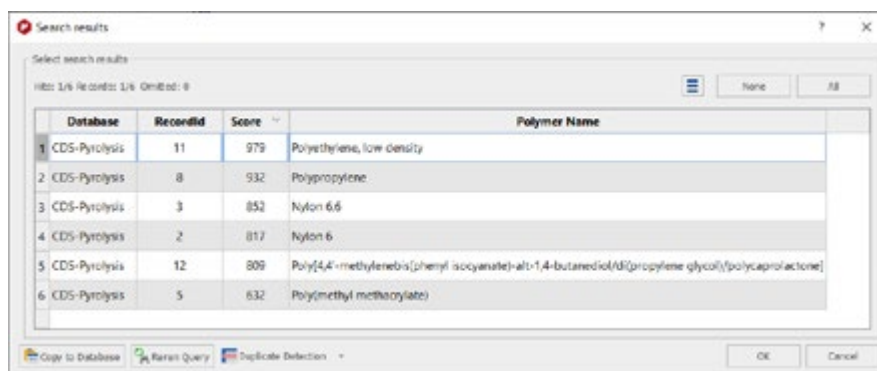 Search results
? ×
Select search results
Hits: 1/6 Records: 1/6 Omitted: 0
None All
Database RecordId Score Polymer Name
1 CDS-Pyrolysis 11 979 Polyethylene, low density
2 CDS-Pyrolysis 8 932 Polypropylene
3 CDS-Pyrolysis 3 852 Nylon 6.6
4 CDS-Pyrolysis 2 817 Nylon 6
5 CDS-Pyrolysis 12 809 Poly[4,4'-methylenebis(phenyl isocyanate)-alt-1,4-butanediol/di(propylene glycol)/polycaprolactone]
6 CDS-Pyrolysis 5 632 Poly(methyl methacrylate)
Copy to Database Rerun Query Duplicate Detection OK Cancel